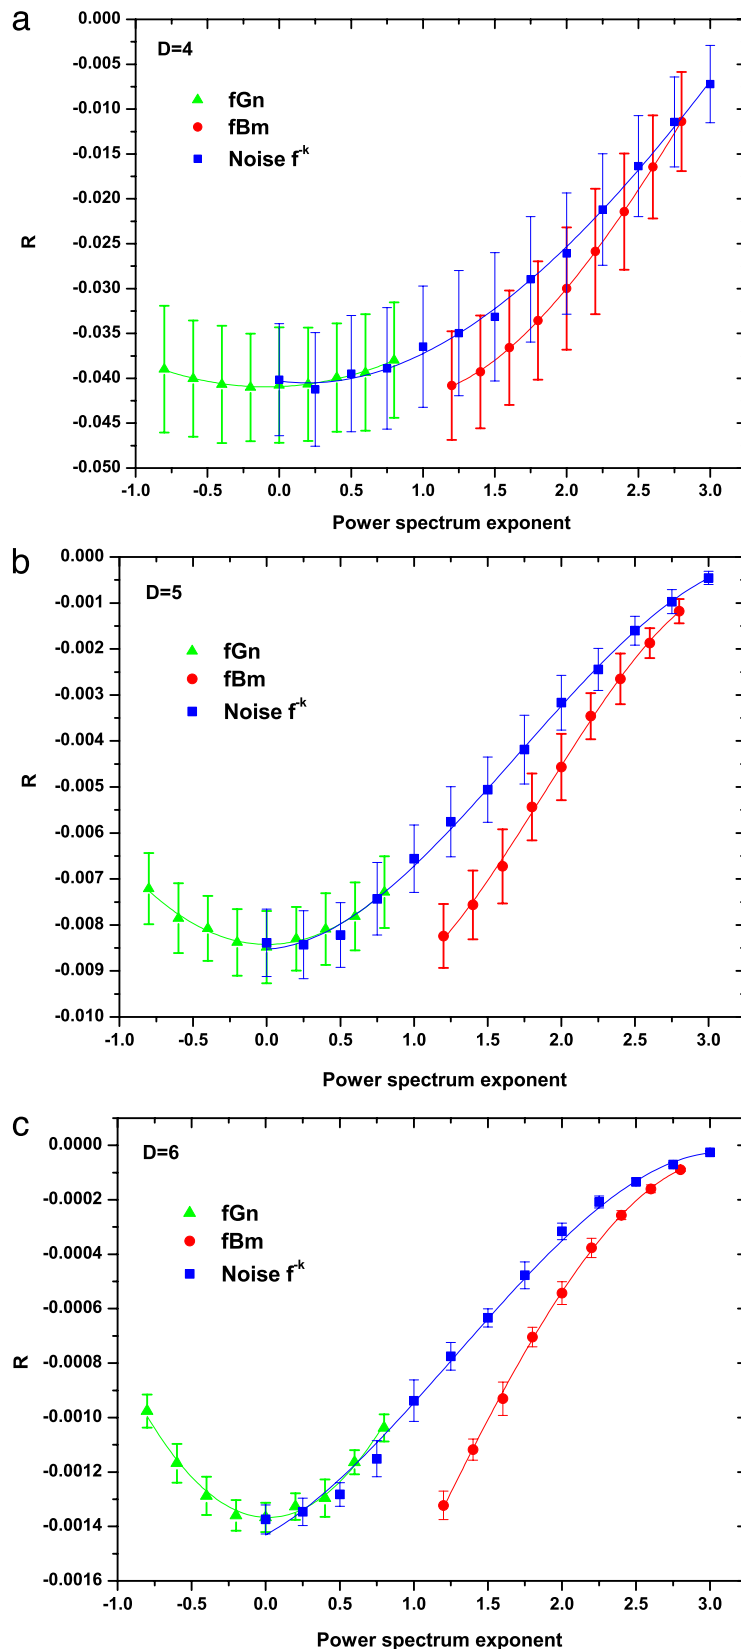 a
0.000
D=4
-0.005
fGn
-0.010
fBm
Noise f^-k
-0.015
-0.020
R
-0.025
-0.030
-0.035
-0.040
-0.045
-0.050
-1.0 -0.5 0.0 0.5 1.0 1.5 2.0 2.5 3.0
Power spectrum exponent
b
0.000
D=5
-0.001
-0.002
fGn
fBm
-0.003
Noise f^-k
-0.004
R
-0.005
-0.006
-0.007
-0.008
-0.009
-0.010
-1.0 -0.5 0.0 0.5 1.0 1.5 2.0 2.5 3.0
Power spectrum exponent
c
0.0000
D=6
-0.0002
fGn
fBm
-0.0004
Noise f^-k
-0.0006
-0.0008
R
-0.0010
-0.0012
-0.0014
-0.0016
-1.0 -0.5 0.0 0.5 1.0 1.5 2.0 2.5 3.0
Power spectrum exponent